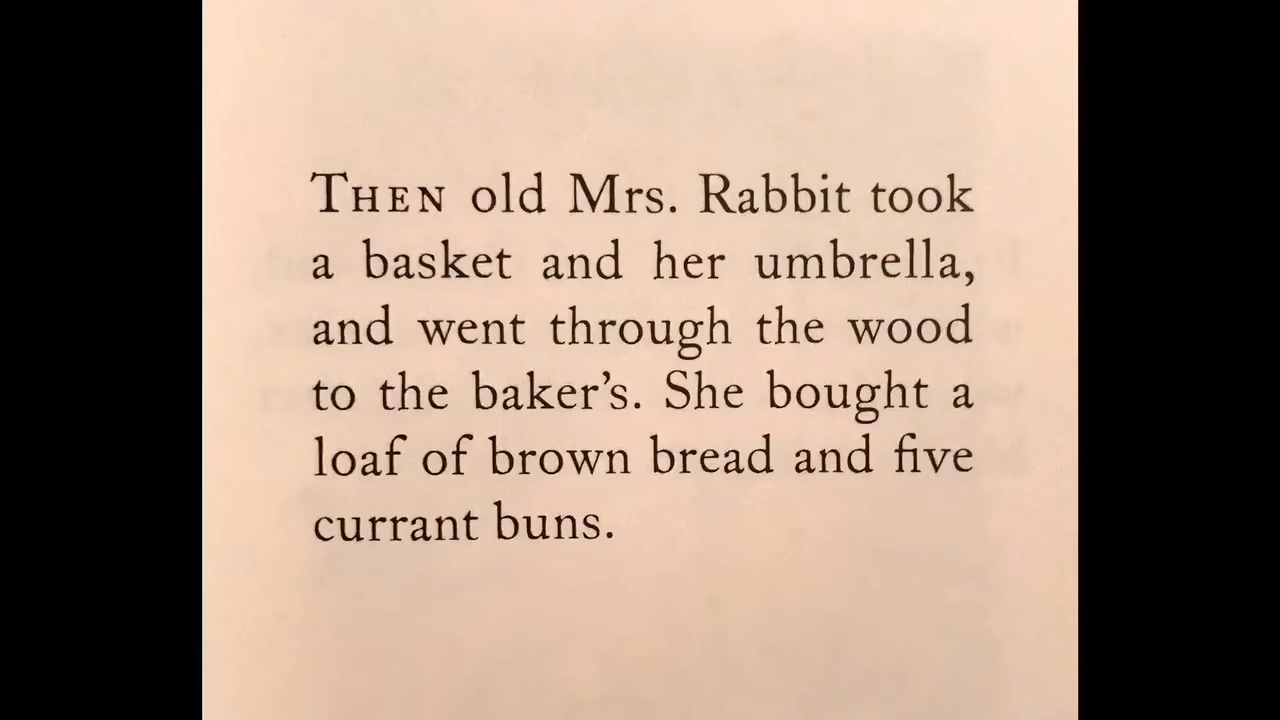 THEN old Mrs. Rabbit took
a basket and her umbrella,
and went through the wood
to the baker’s. She bought a
loaf of brown bread and five
currant buns.